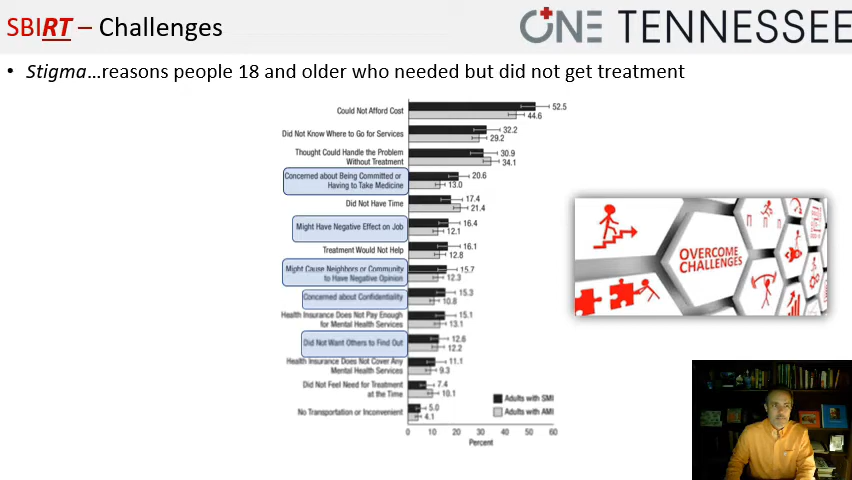 SBIRT – Challenges
ONE TENNESSEE
• Stigma…reasons people 18 and older who needed but did not get treatment
Could Not Afford Cost
52.5
44.6
Did Not Know Where to Go for Services
32.2
29.2
Thought Could Handle the Problem
Without Treatment
30.9
34.1
Concerned about Being Committed or
Having to Take Medicine
20.6
13.0
Did Not Have Time
17.4
21.4
Might Have Negative Effect on Job
16.4
12.1
Treatment Would Not Help
16.1
12.8
Might Cause Neighbors or Community
to Have Negative Opinion
15.7
12.3
Concerned about Confidentiality
15.3
10.8
Health Insurance Does Not Pay Enough
for Mental Health Services
15.1
13.1
Did Not Want Others to Find Out
12.6
12.2
Health Insurance Does Not Cover Any
Mental Health Services
11.1
9.3
Did Not Feel Need for Treatment
at the Time
7.4
10.1
No Transportation or Inconvenient
5.0
4.1
Adults with SMI
Adults with AMI
0 10 20 30 40 50 60
Percent
OVERCOME
CHALLENGES